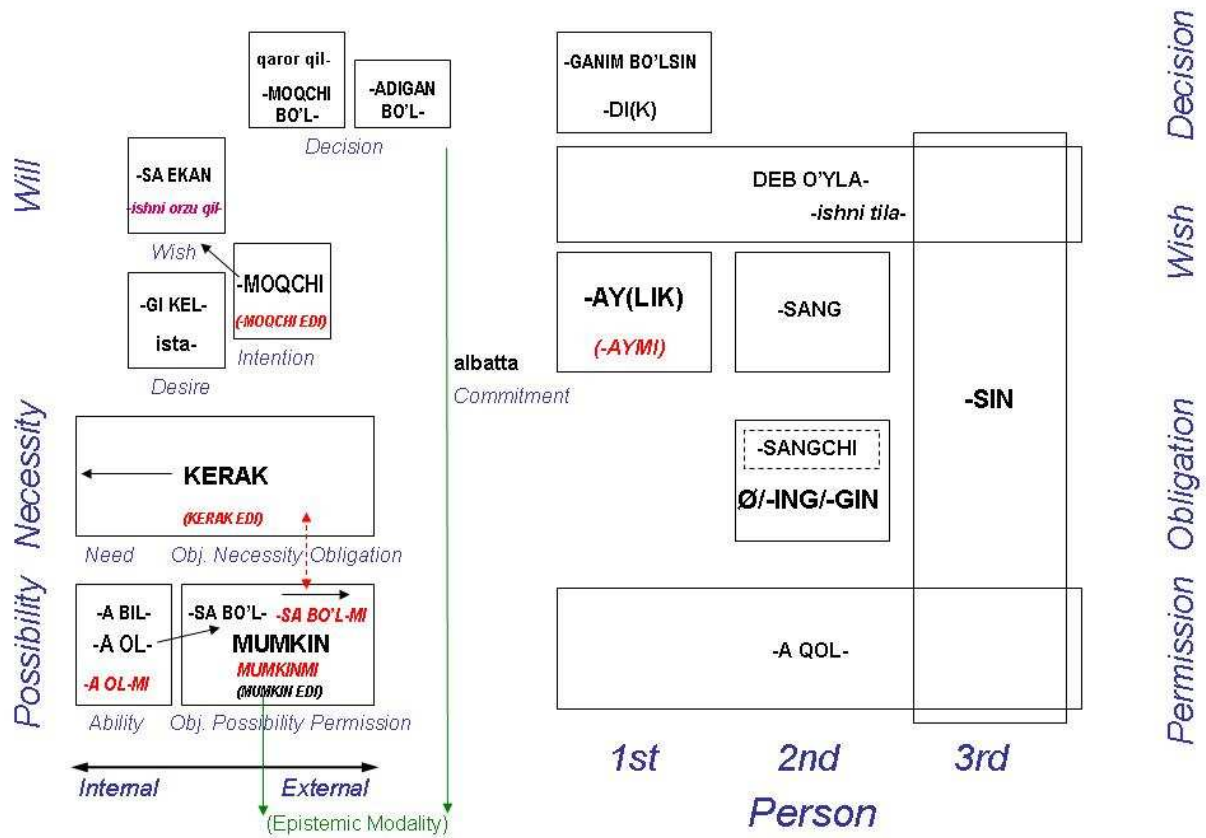 qaror qil-
-MOQCHI
BO'L-
-ADIGAN
BO'L-
Decision
Will
-SA EKAN
-ishni orzu qil-
Wish
-MOQCHI
(-MOQCHI EDI)
Intention
-GI KEL-
ista-
Desire
albatta
Commitment
Necessity
KERAK
(KERAK EDI)
Need
Obj. Necessity Obligation
Possibility
-A BIL-
-A OL-
-A OL-MI
Ability
-SA BO'L-
-SA BO'L-MI
MUMKIN
MUMKINMI
(MUMKIN EDI)
Obj. Possibility Permission
Internal
External
(Epistemic Modality)
-GANIM BO'LSIN
-DI(K)
Decision
DEB O'YLA-
-ishni tila-
Wish
-AY(LIK)
(-AYMI)
-SANG
-SIN
-SANGCHI
Ø/-ING/-GIN
Obligation
-A QOL-
Permission
1st
2nd
3rd
Person